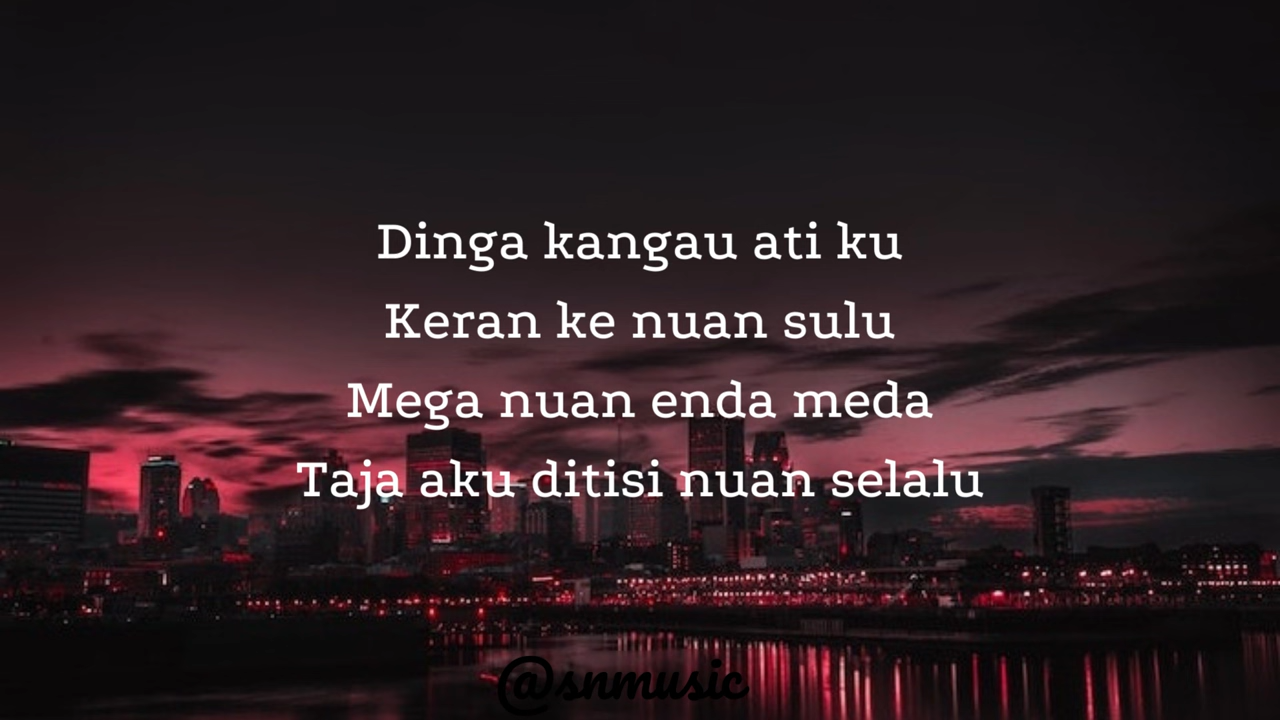 Dinga kangau ati ku
Keran ke nuan sulu
Mega nuan enda meda
Taja aku ditisi nuan selalu
@snmusic